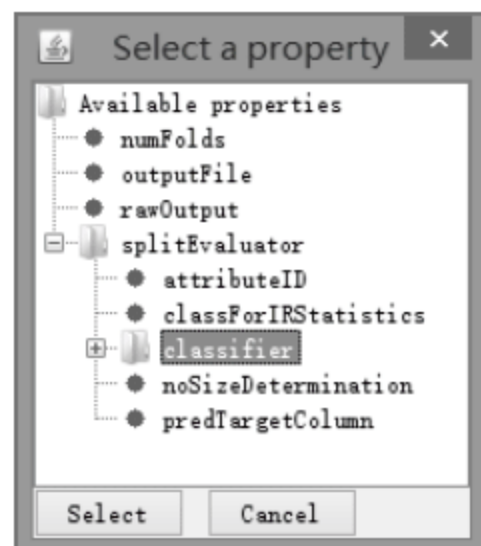 Select a property
Available properties
numFolds
outputFile
rawOutput
splitEvaluator
attributeID
classForIRStatistics
classifier
noSizeDetermination
predTargetColumn
Select Cancel